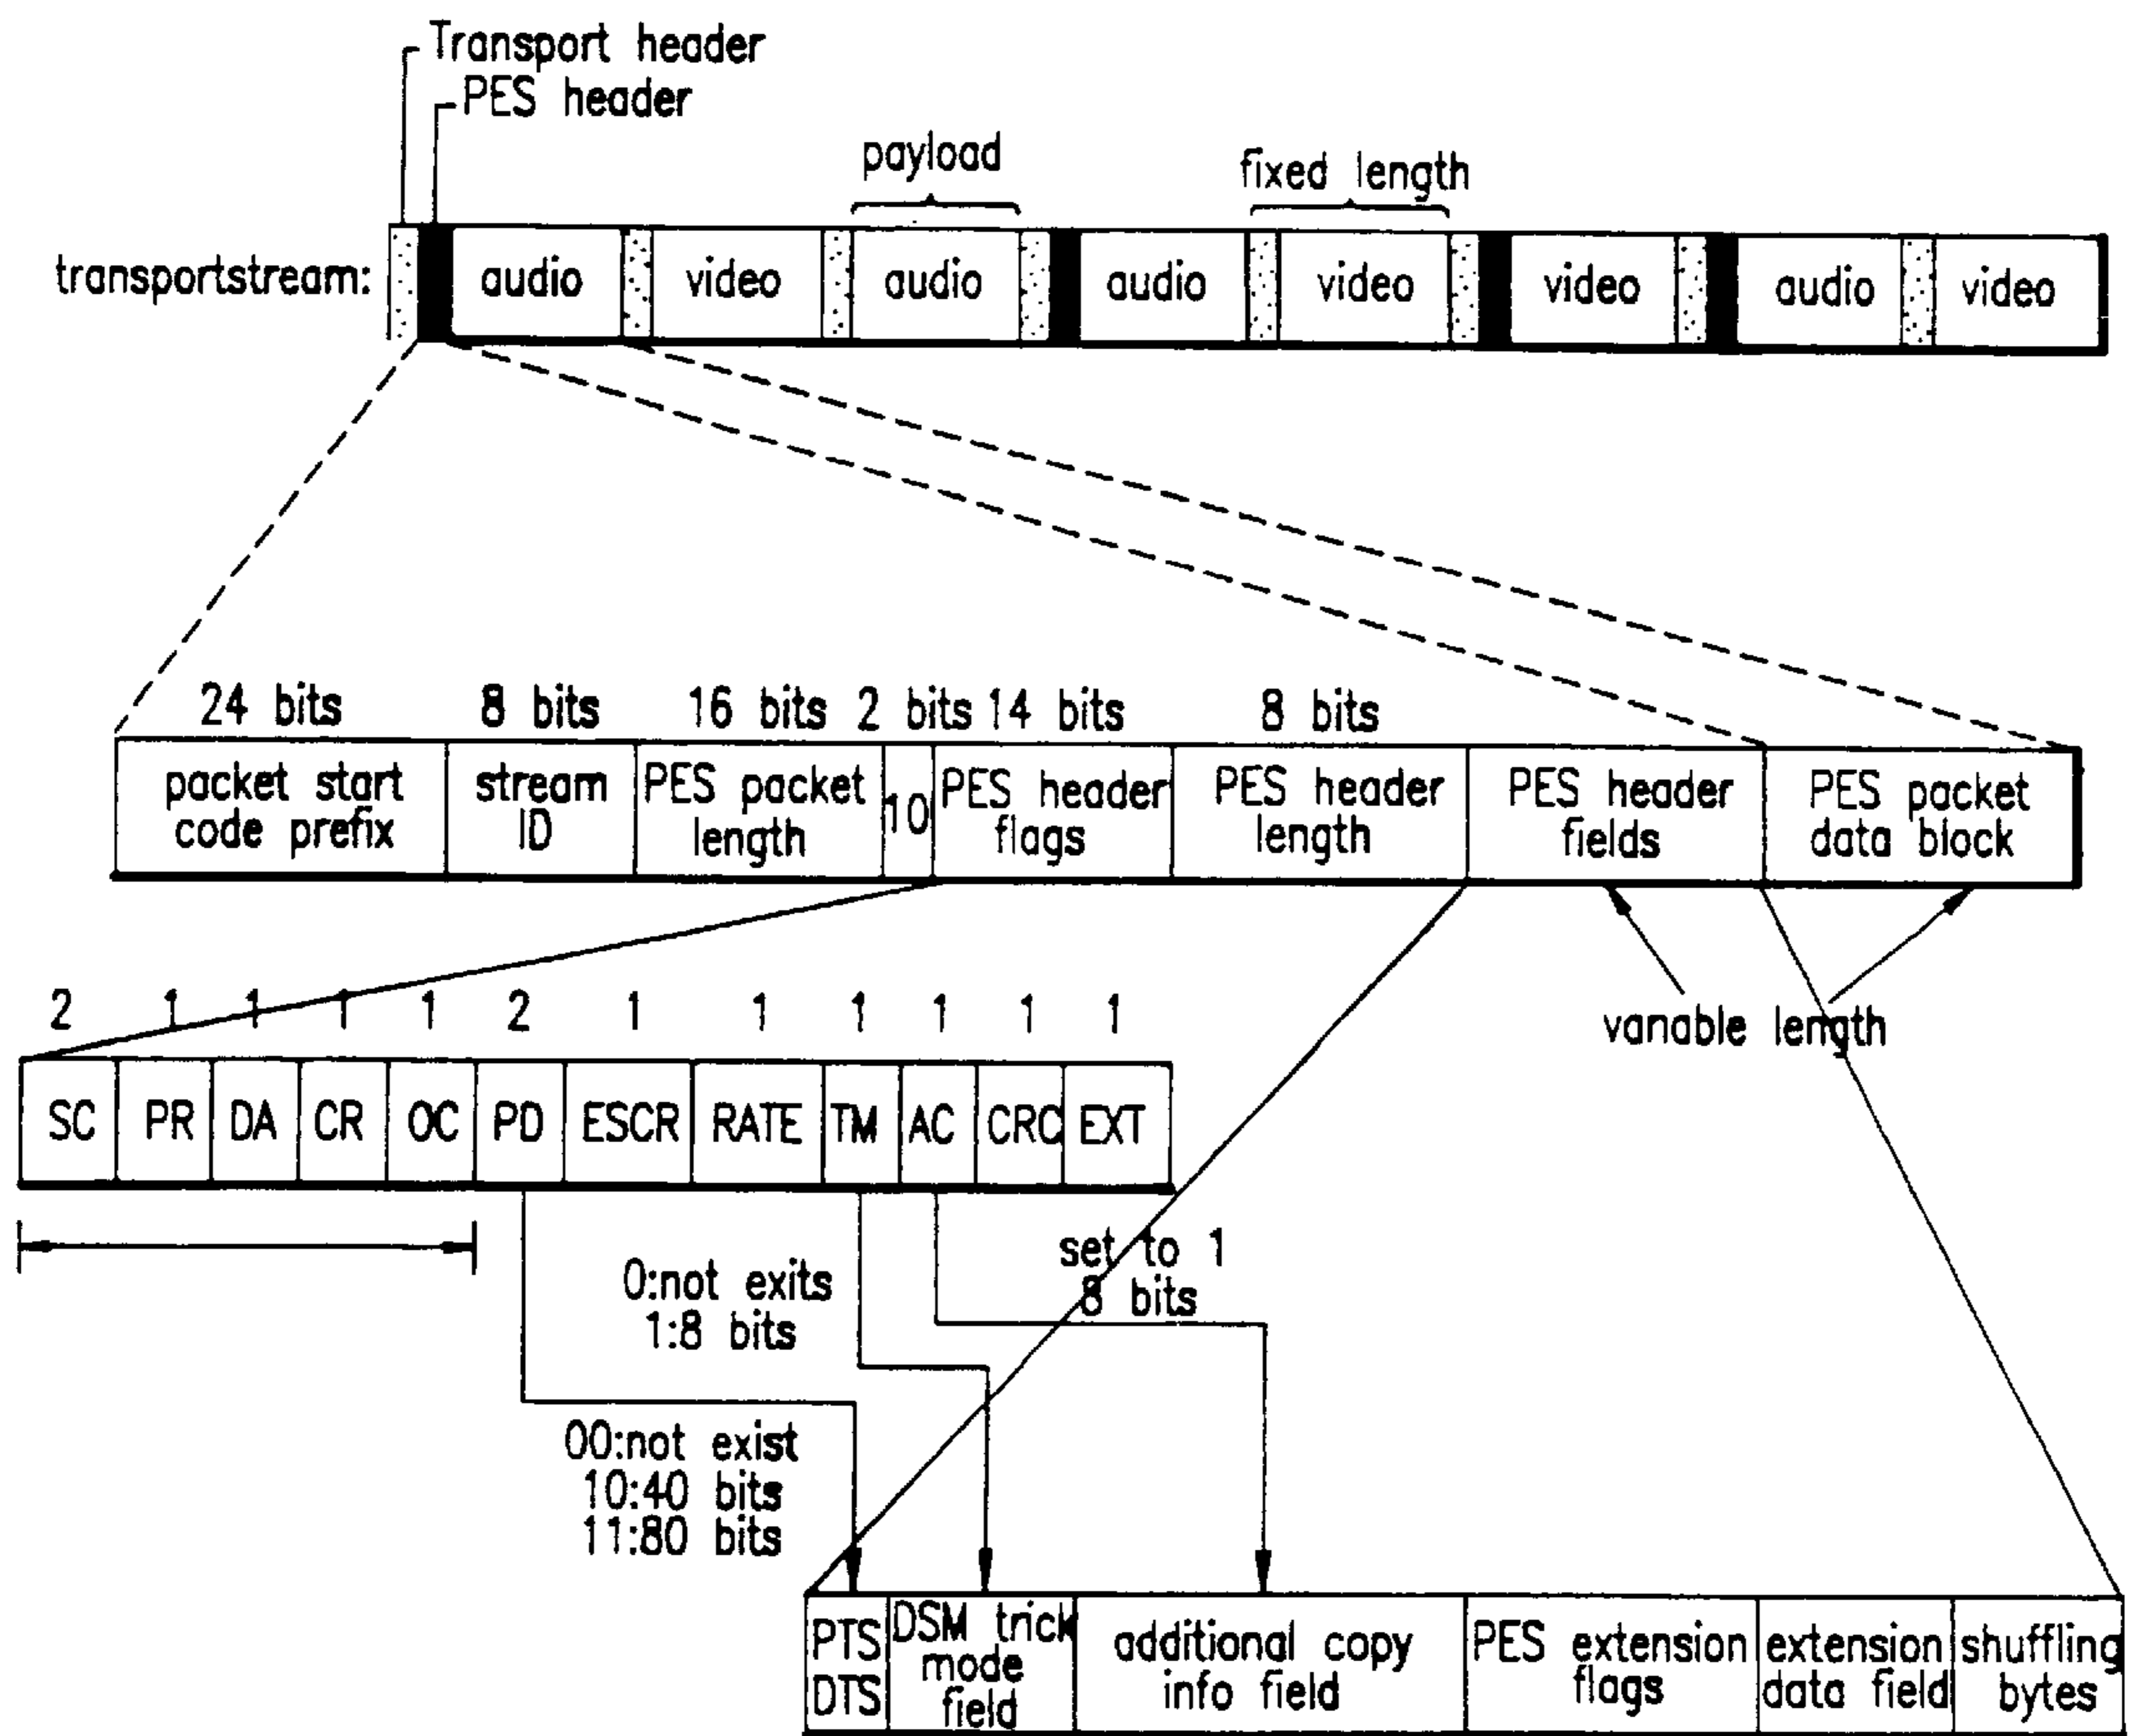 Transport header
PES header
payload
fixed length
transportstream:
audio
video
audio
audio
video
video
audio
video
24 bits
8 bits
16 bits
2 bits
14 bits
8 bits
packet start
code prefix
stream
ID
PES packet
length
10
PES header
flags
PES header
length
PES header
fields
PES packet
data block
vanable length
2 1 1 1 1 2 1 1 1 1 1 1
SC PR DA CR OC PD ESCR RATE TM AC CRC EXT
set to 1
8 bits
0:not exits
1:8 bits
00:not exist
10:40 bits
11:80 bits
PTS
DTS
DSM trick
mode
field
additional copy
info field
PES extension
flags
extension
data field
shuffling
bytes